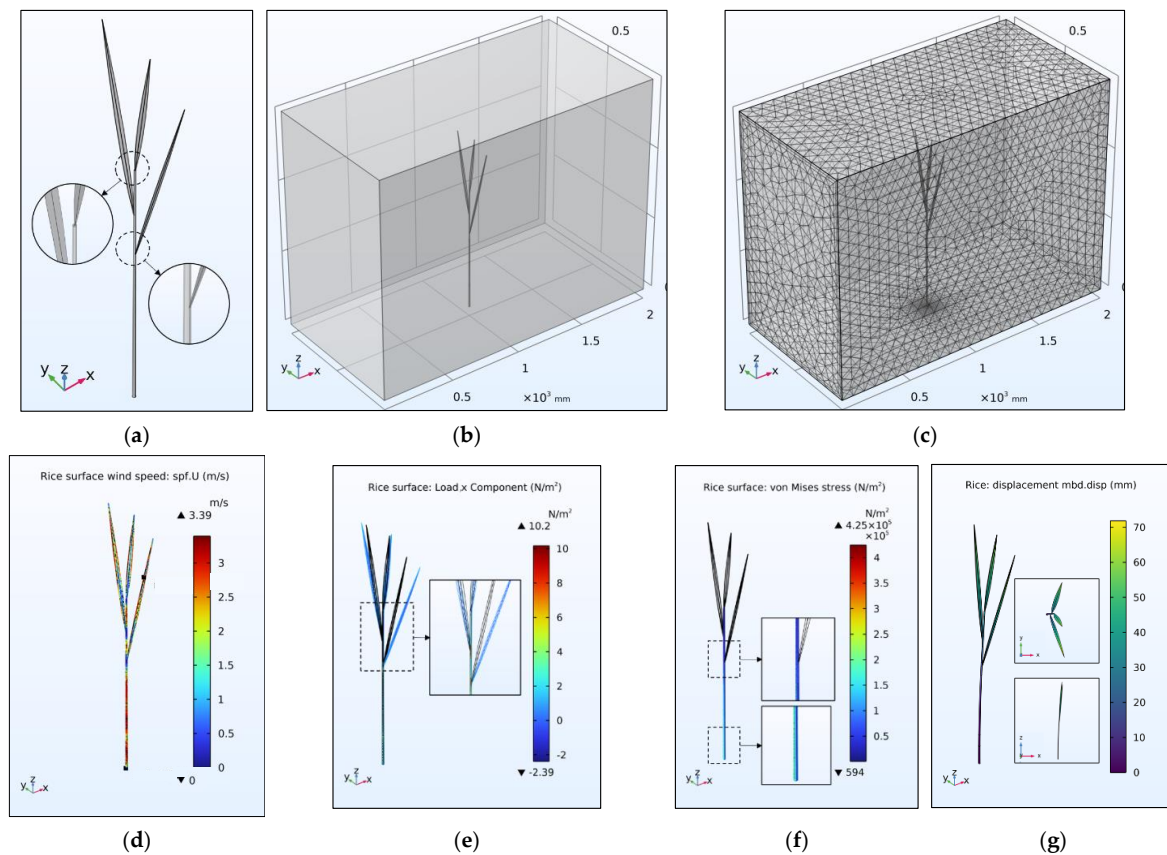 y z x
(a)
0.5
0
2
1.5
1
0.5
×10³ mm
y z x
(b)
0.5
0
2
1.5
1
0.5
×10³ mm
y z x
(c)
Rice surface wind speed: spf.U (m/s)
m/s
▲ 3.39
3
2.5
2
1.5
1
0.5
0
▼ 0
y z x
(d)
Rice surface: Load.x Component (N/m²)
N/m²
▲ 10.2
10
8
6
4
2
0
-2
▼ -2.39
y z x
(e)
Rice surface: von Mises stress (N/m²)
N/m²
▲ 4.25×10⁵
×10⁵
4
3.5
3
2.5
2
1.5
1
0.5
▼ 594
y z x
(f)
Rice: displacement mbd.disp (mm)
70
60
50
40
30
20
10
0
y
x
z
x
y z x
(g)